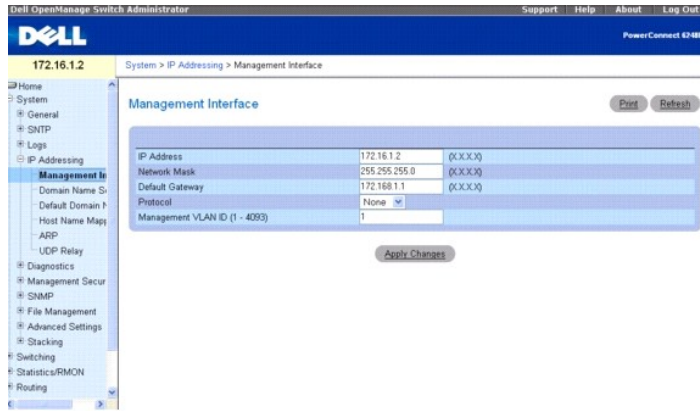 Dell OpenManage Switch Administrator Support Help About Log Out
DELL
PowerConnect 6248
172.16.1.2
System > IP Addressing > Management Interface
Home
System
General
SNTP
Logs
IP Addressing
Management In
Domain Name S
Default Domain N
Host Name Mapp
ARP
UDP Relay
Diagnostics
Management Secur
SNMP
File Management
Advanced Settings
Stacking
Switching
Statistics/RMON
Routing
Management Interface
Print Refresh
IP Address 172.16.1.2 (X.X.X.X)
Network Mask 255.255.255.0 (X.X.X.X)
Default Gateway 172.168.1.1 (X.X.X.X)
Protocol None
Management VLAN ID (1 - 4093) 1
Apply Changes